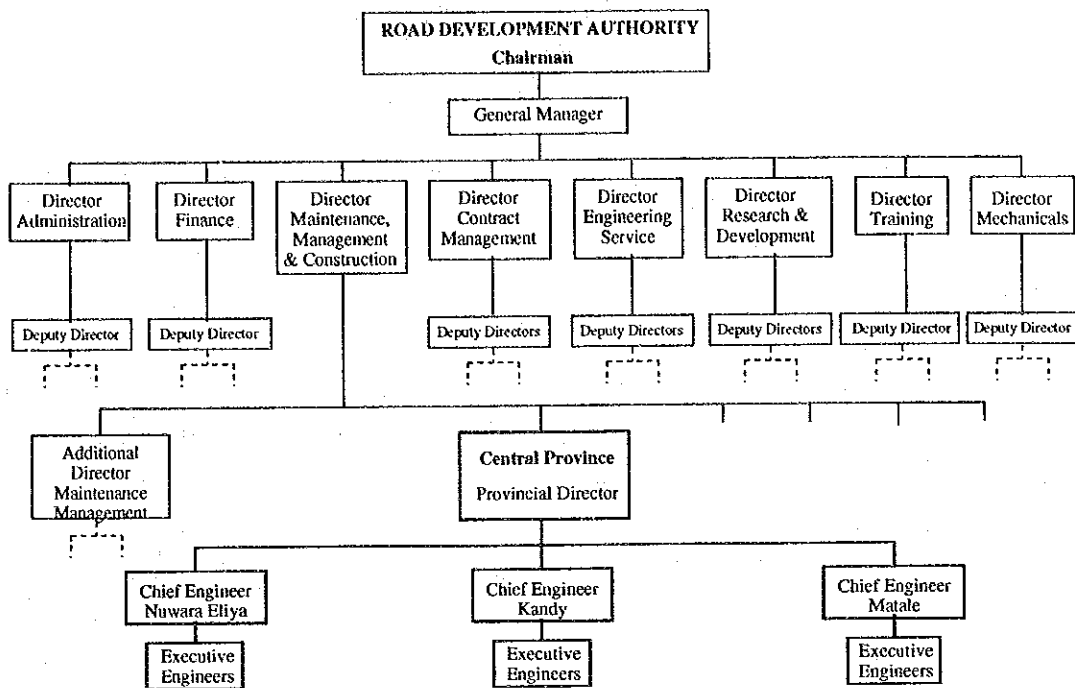 ROAD DEVELOPMENT AUTHORITY
Chairman
General Manager
Director
Administration
Director
Finance
Director
Maintenance,
Management
& Construction
Director
Contract
Management
Director
Engineering
Service
Director
Research &
Development
Director
Training
Director
Mechanicals
Deputy Director
Deputy Director
Deputy Directors
Deputy Directors
Deputy Directors
Deputy Director
Deputy Director
Additional
Director
Maintenance
Management
Central Province
Provincial Director
Chief Engineer
Nuwara Eliya
Chief Engineer
Kandy
Chief Engineer
Matale
Executive
Engineers
Executive
Engineers
Executive
Engineers